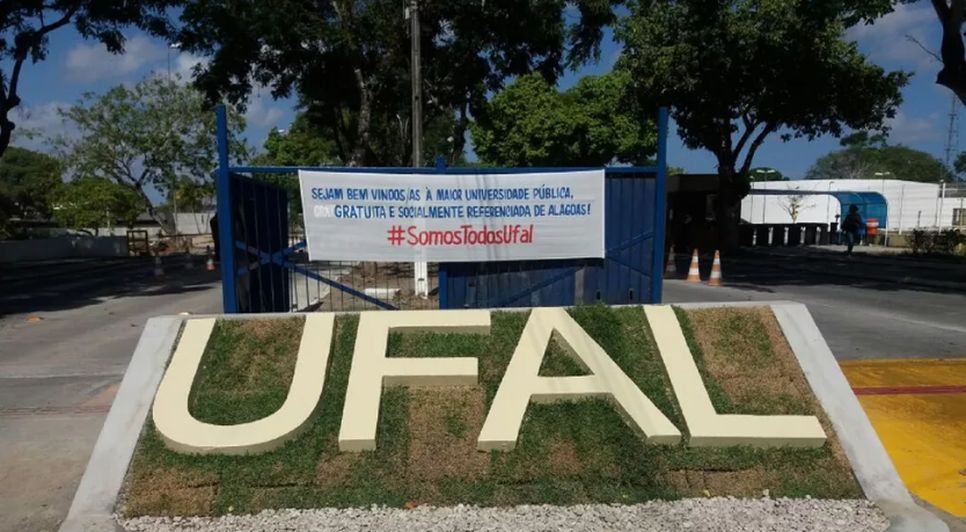 SEJAM BEM VINDOS/AS À MAIOR UNIVERSIDADE PÚBLICA,
GRATUITA E SOCIALMENTE REFERENCIADA DE ALAGOAS!
#SomosTodosUfal
UFAL